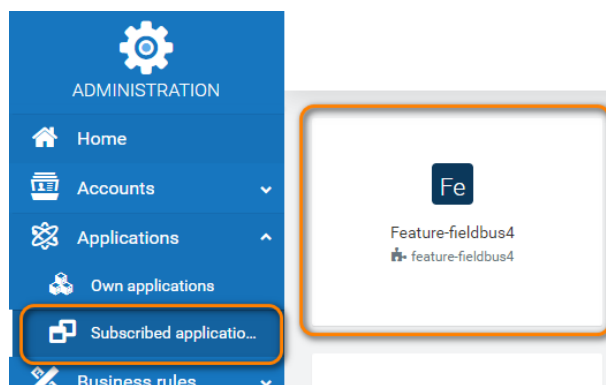 ADMINISTRATION
Home
Accounts
Applications
Own applications
Subscribed applicatio...
Business rules
Fe
Feature-fieldbus4
feature-fieldbus4